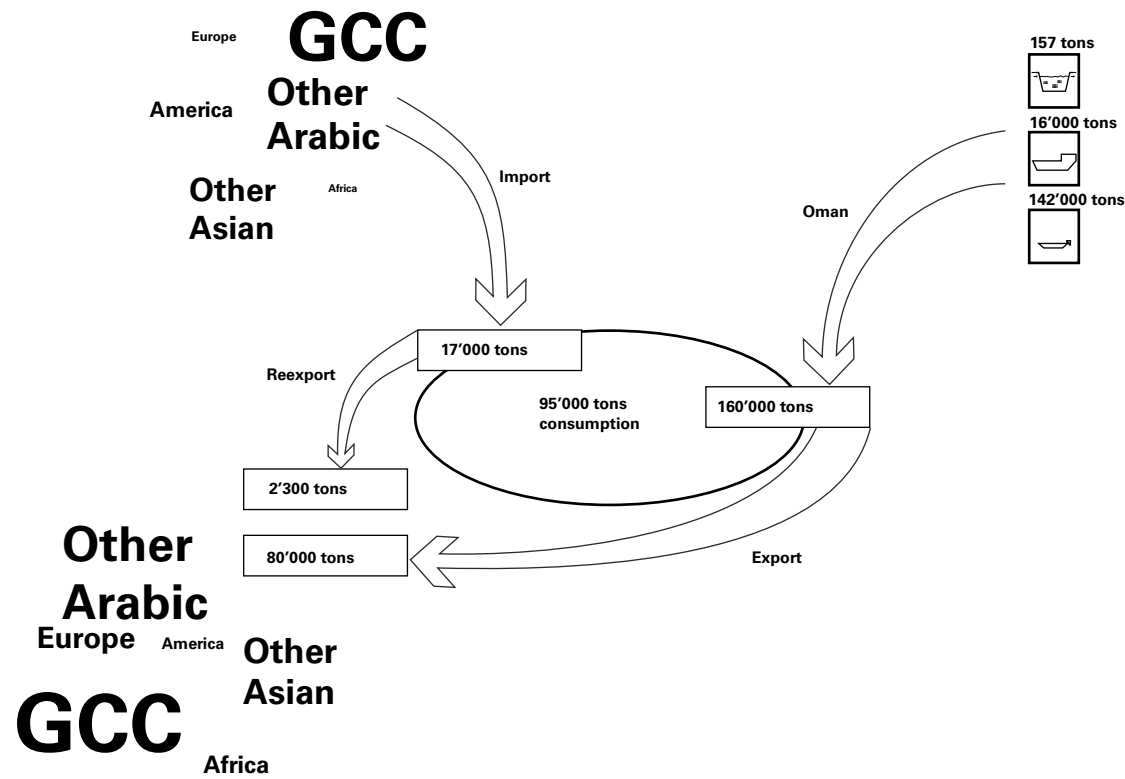 Europe
GCC
America
Other
Arabic
Other
Asian
Africa
Import
157 tons
16’000 tons
142’000 tons
Oman
17’000 tons
Reexport
95’000 tons
consumption
160’000 tons
2’300 tons
80’000 tons
Export
Other
Arabic
Europe
America
Other
Asian
GCC
Africa